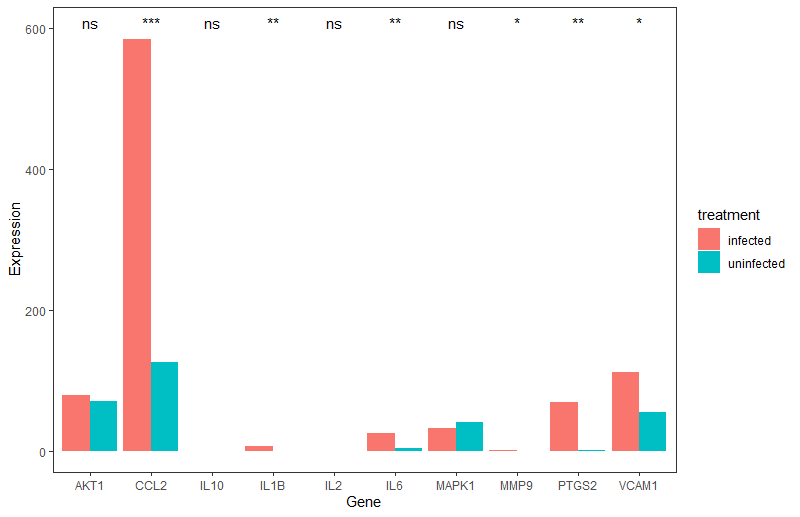 600
ns *** ns ** ns ** ns * ** *
400
200
0
Expression
AKT1 CCL2 IL10 IL1B IL2 IL6 MAPK1 MMP9 PTGS2 VCAM1
Gene
treatment
infected
uninfected